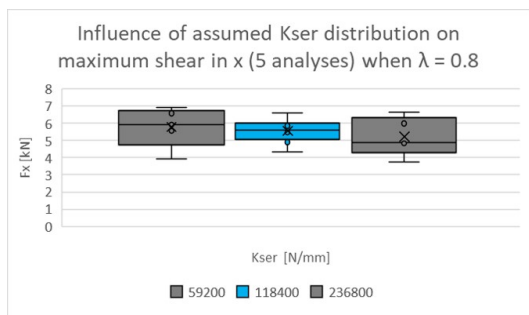 Influence of assumed Kser distribution on
maximum shear in x (5 analyses) when λ = 0.8
Fx [kN]
8
7
6
5
4
3
2
1
0
Kser [N/mm]
59200 118400 236800